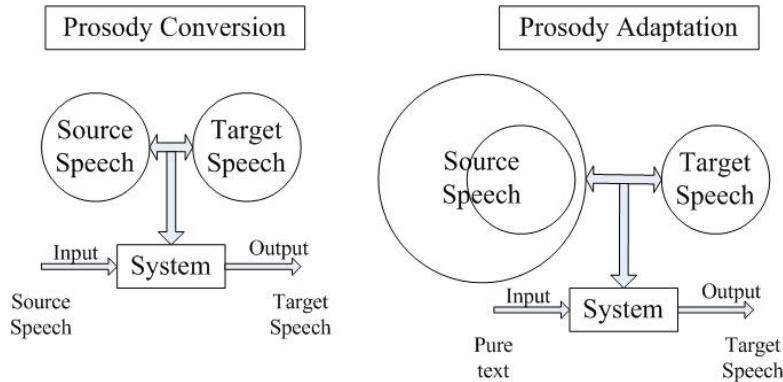 Prosody Conversion
Source
Speech
Target
Speech
Input
System
Output
Source
Speech
Target
Speech
Prosody Adaptation
Source
Speech
Target
Speech
Input
System
Output
Pure
text
Target
Speech